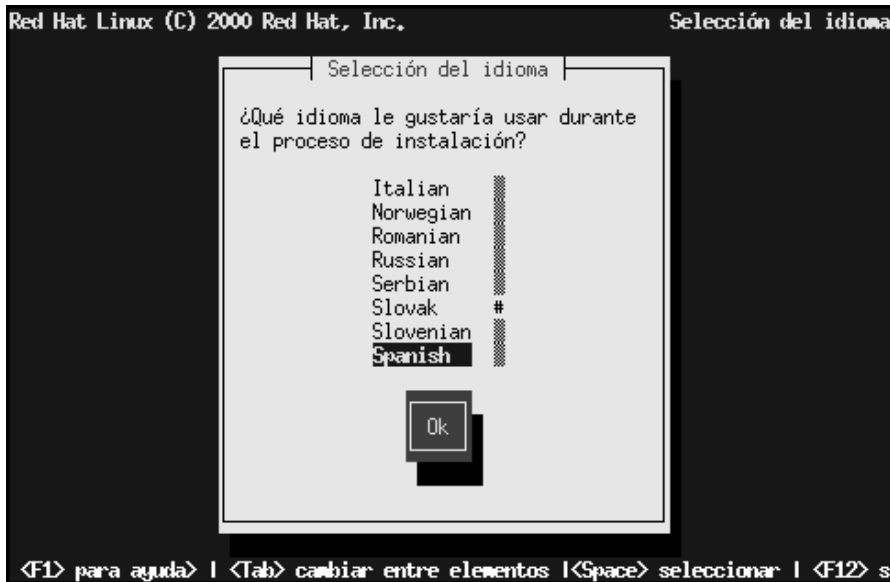 Red Hat Linux (C) 2000 Red Hat, Inc. Selección del idioma
Selección del idioma
¿Qué idioma le gustaría usar durante
el proceso de instalación?
Italian
Norwegian
Romanian
Russian
Serbian
Slovak #
Slovenian
Spanish
Ok
<F1> para ayuda> | <Tab> cambiar entre elementos |<Space> seleccionar | <F12> s